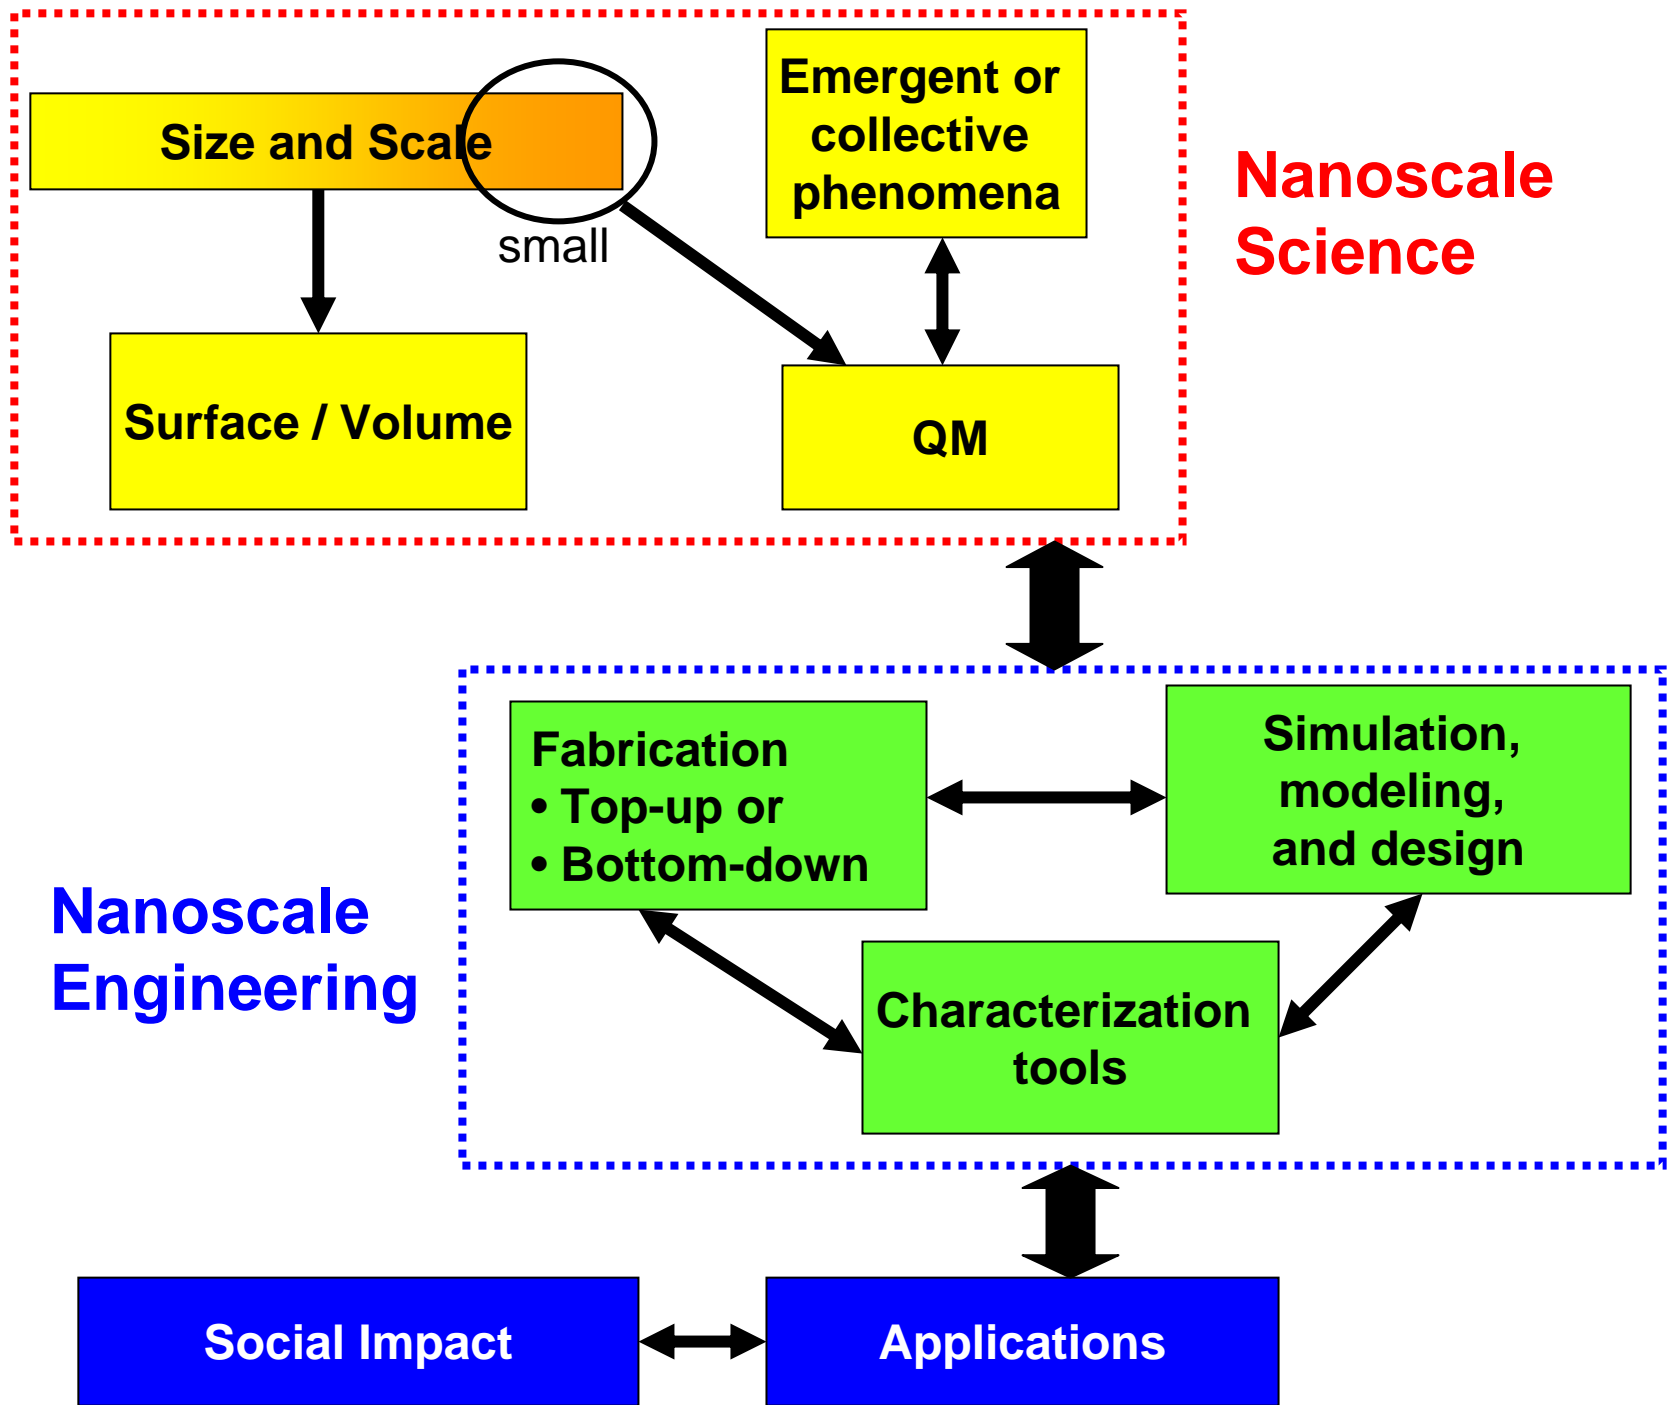 Size and Scale
small
Emergent or
collective
phenomena
Nanoscale
Science
Surface / Volume
QM
Fabrication
• Top-up or
• Bottom-down
Simulation,
modeling,
and design
Nanoscale
Engineering
Characterization
tools
Social Impact
Applications